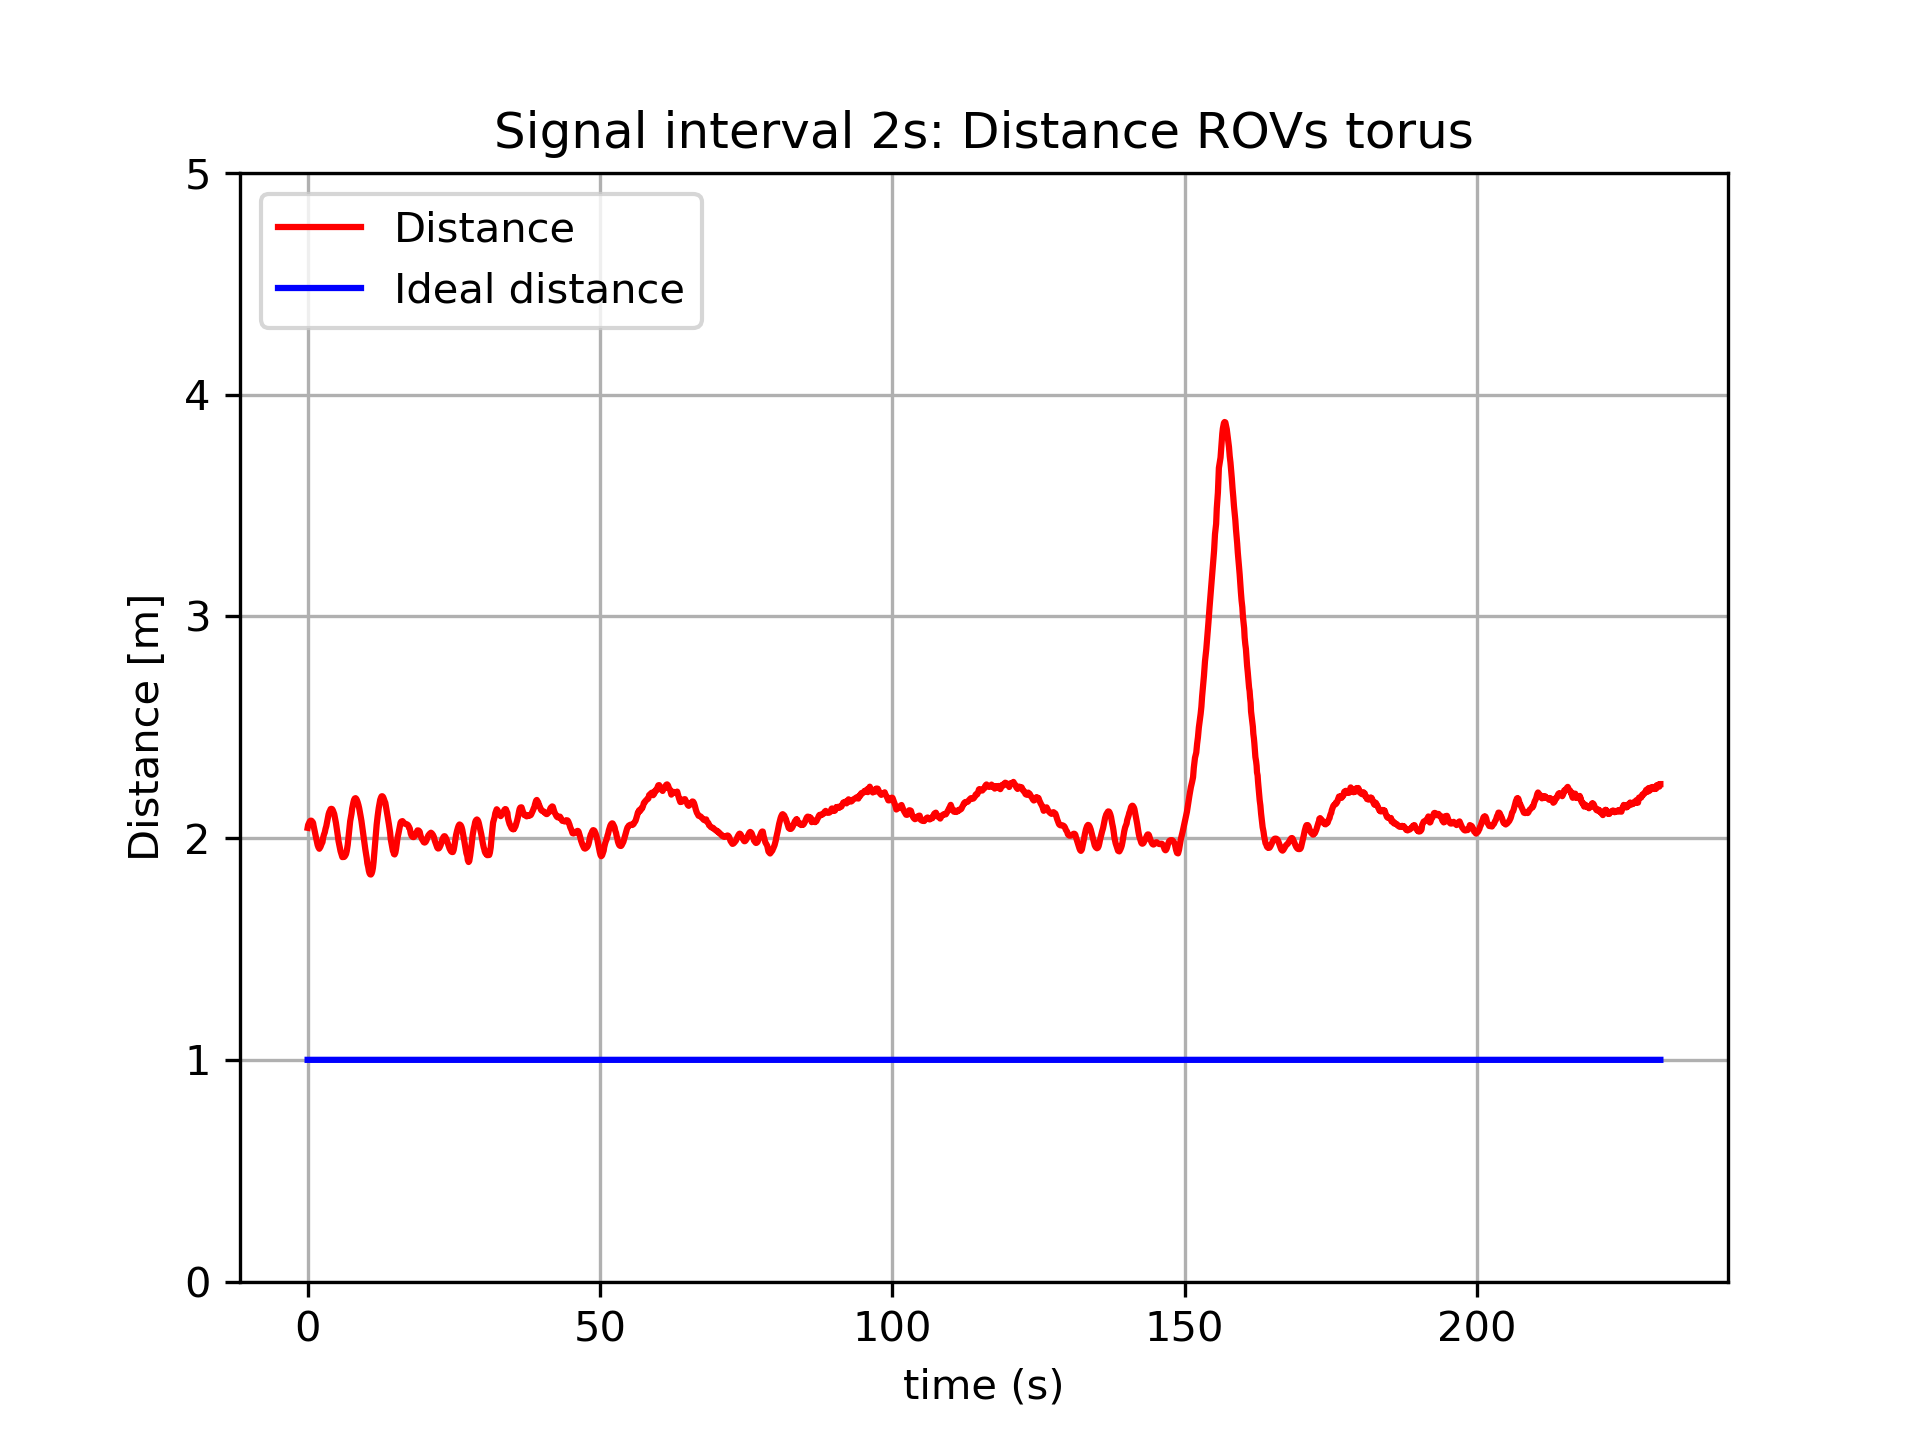 Signal interval 2s: Distance ROVs torus
5
4
3
2
1
0
Distance
Ideal distance
Distance [m]
0
50
100
150
200
time (s)